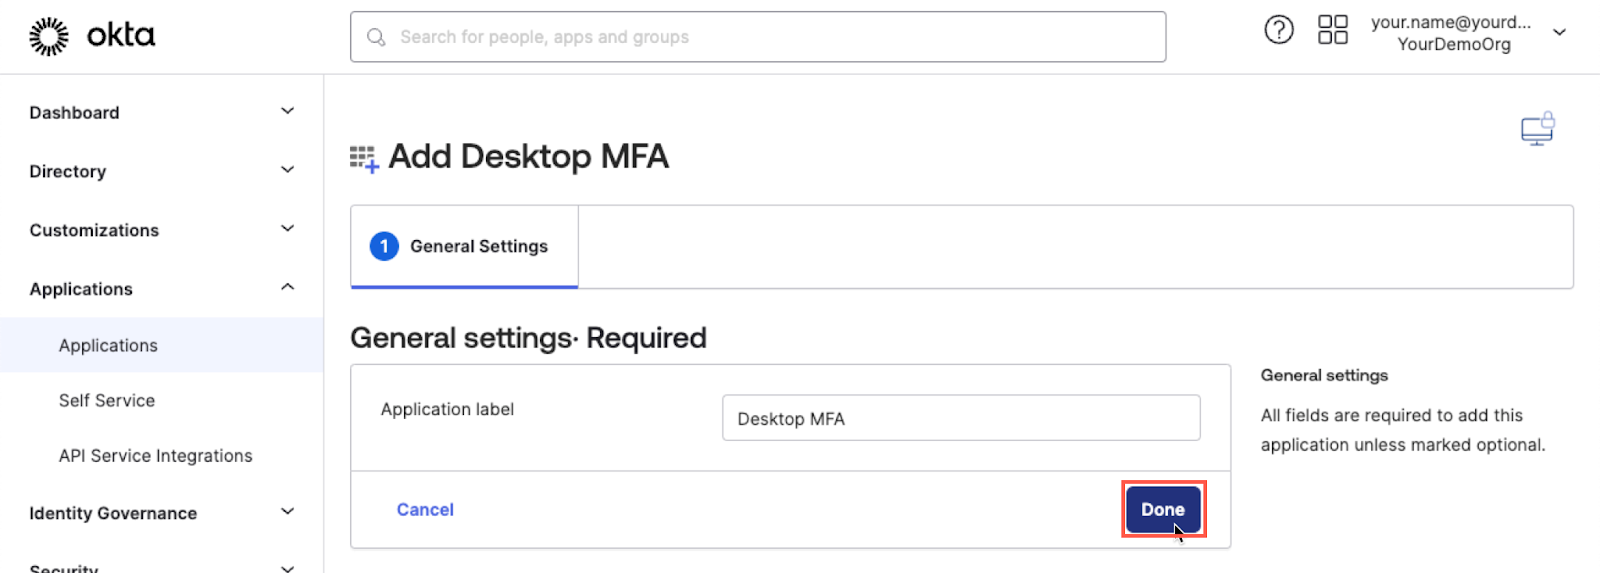 okta
Search for people, apps and groups
your.name@yourd...
YourDemoOrg
Dashboard
Directory
Customizations
Applications
Applications
Self Service
API Service Integrations
Identity Governance
Security
Add Desktop MFA
1 General Settings
General settings· Required
Application label
Desktop MFA
Cancel
Done
General settings
All fields are required to add this
application unless marked optional.